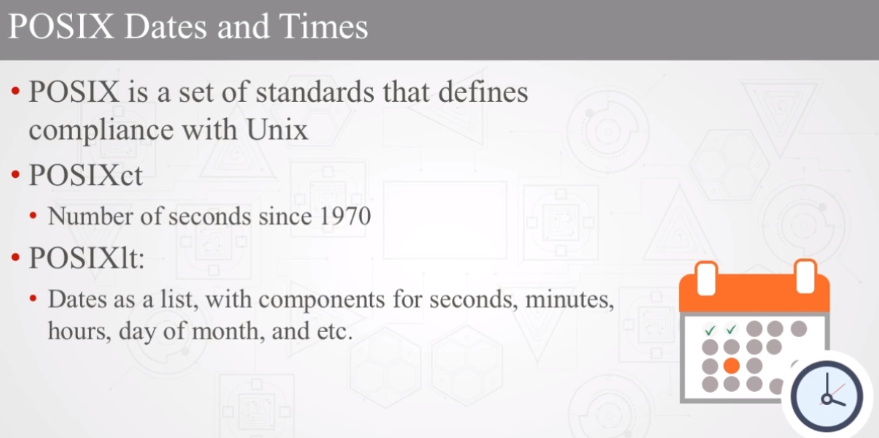 POSIX Dates and Times
• POSIX is a set of standards that defines
compliance with Unix
• POSIXct
• Number of seconds since 1970
• POSIXlt:
• Dates as a list, with components for seconds, minutes,
hours, day of month, and etc.